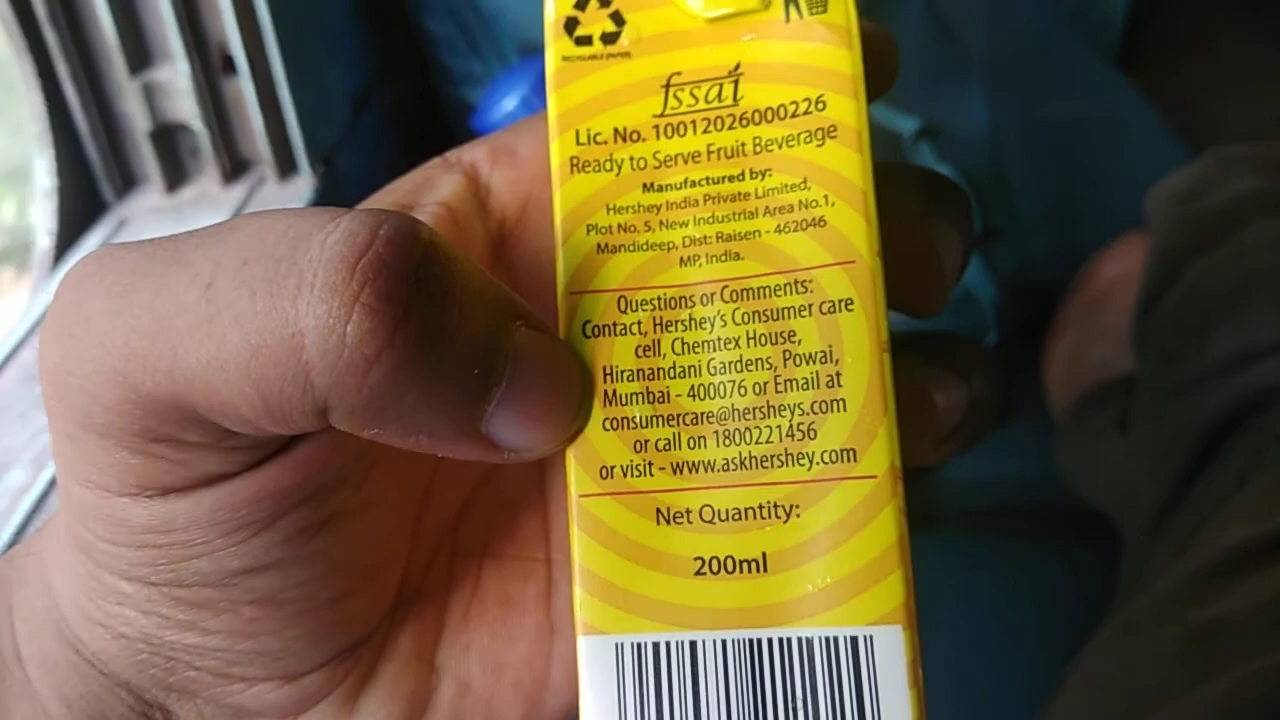 RECYCLABLE (PAPER)
fssai
Lic. No. 10012026000226
Ready to Serve Fruit Beverage
Manufactured by:
Hershey India Private Limited,
Plot No. 5, New Industrial Area No.1,
Mandideep, Dist: Raisen - 462046
MP, India.
Questions or Comments:
Contact, Hershey's Consumer care
cell, Chemtex House,
Hiranandani Gardens, Powai,
Mumbai - 400076 or Email at
consumercare@hersheys.com
or call on 1800221456
or visit - www.askhershey.com
Net Quantity:
200ml